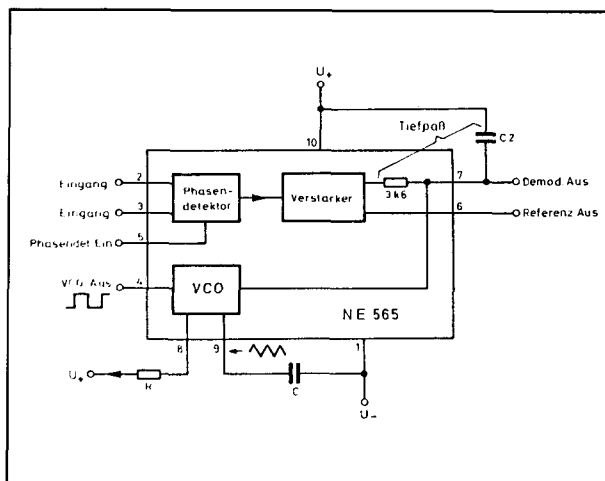 U+
Tiefpaß
C2
10
Eingang
2
Phasen-
detektor
Verstärker
3k6
7
Demod. Aus
Eingang
3
6
Referenz Aus
Phasendet. Ein
5
VCO Aus
4
VCO
NE 565
8
9
1
U+
R
C
U–